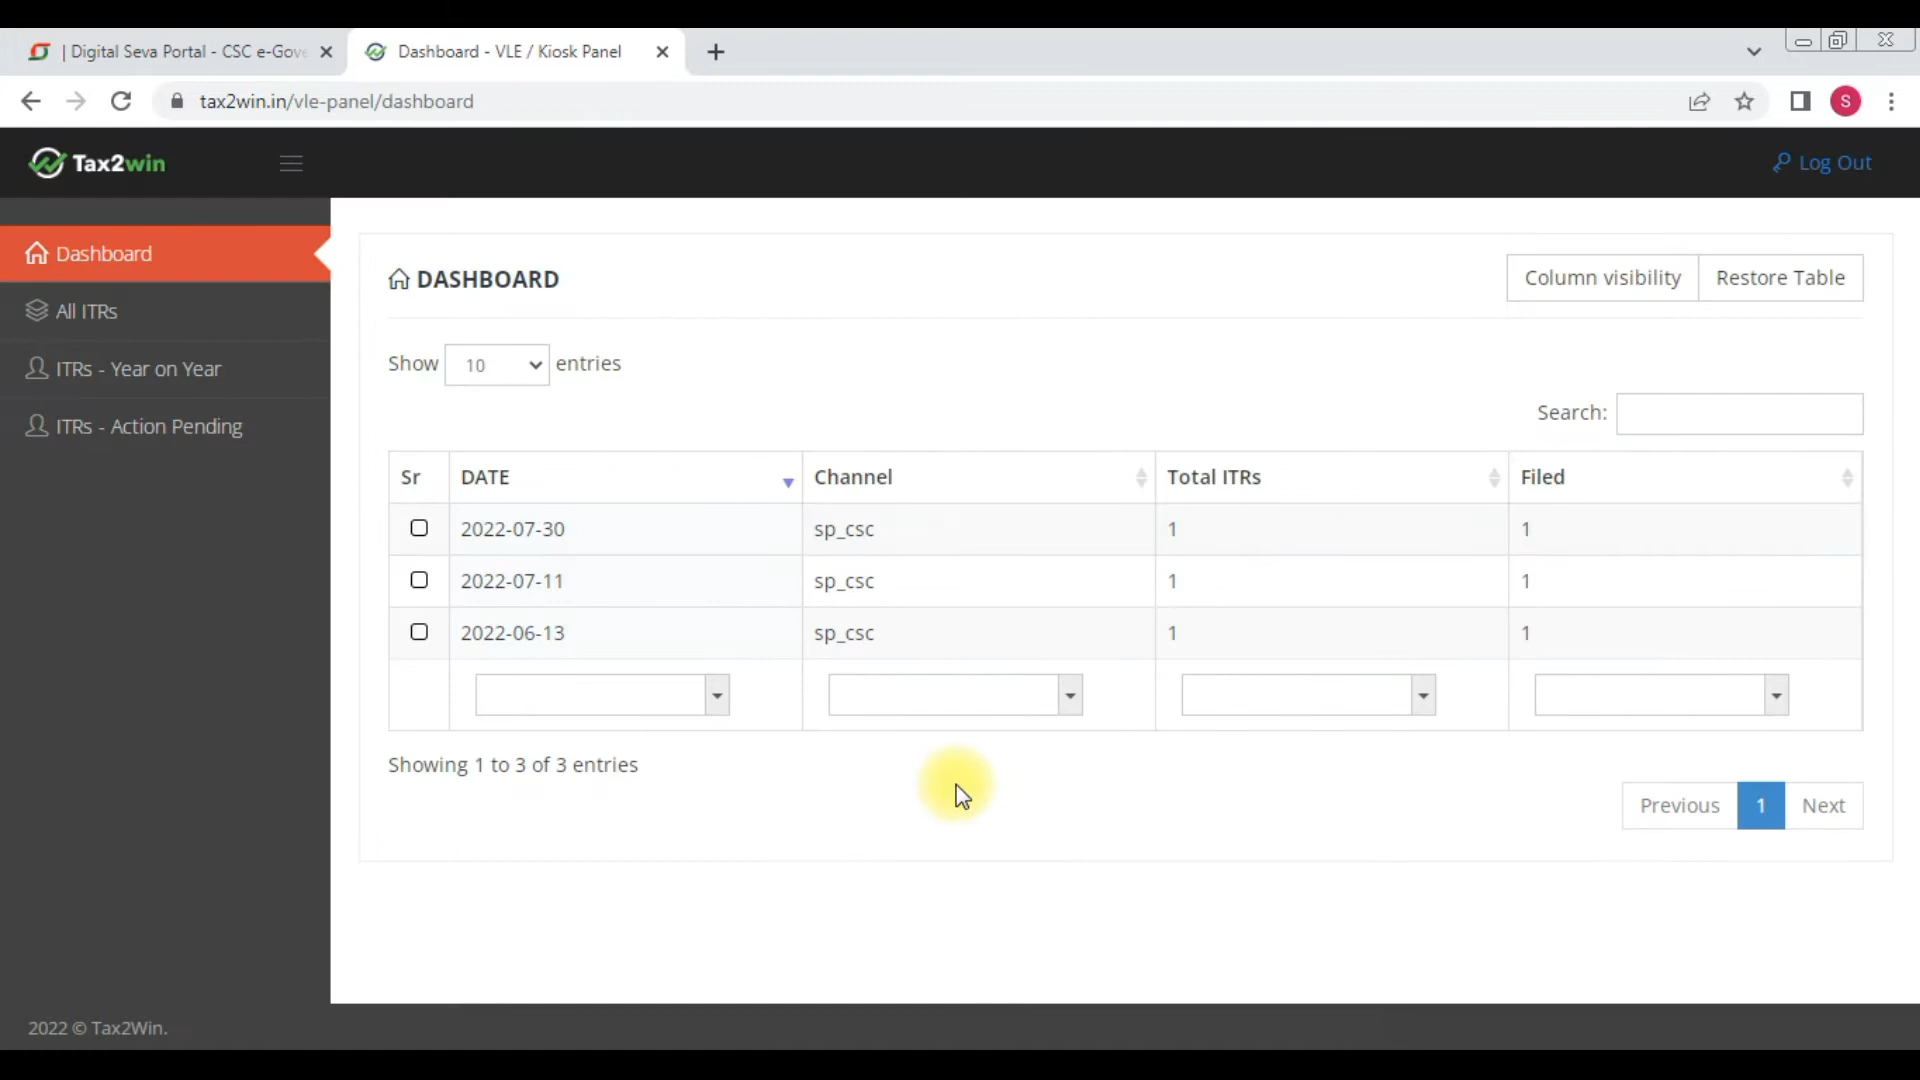 | Digital Seva Portal - CSC e-Gove
Dashboard - VLE / Kiosk Panel
tax2win.in/vle-panel/dashboard
S
Tax2win
Log Out
Dashboard
All ITRs
ITRs - Year on Year
ITRs - Action Pending
DASHBOARD
Column visibility
Restore Table
Show 10 entries
Search:
Sr DATE Channel Total ITRs Filed
2022-07-30 sp_csc 1 1
2022-07-11 sp_csc 1 1
2022-06-13 sp_csc 1 1
Showing 1 to 3 of 3 entries
Previous 1 Next
2022 © Tax2Win.